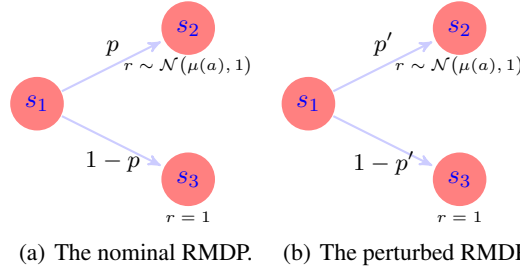 s₂
p
r ∼ 𝒩(μ(a), 1)
s₁
1 − p
s₃
r = 1
(a) The nominal RMDP.
s₂
p′
r ∼ 𝒩(μ(a), 1)
s₁
1 − p′
s₃
r = 1
(b) The perturbed RMDP